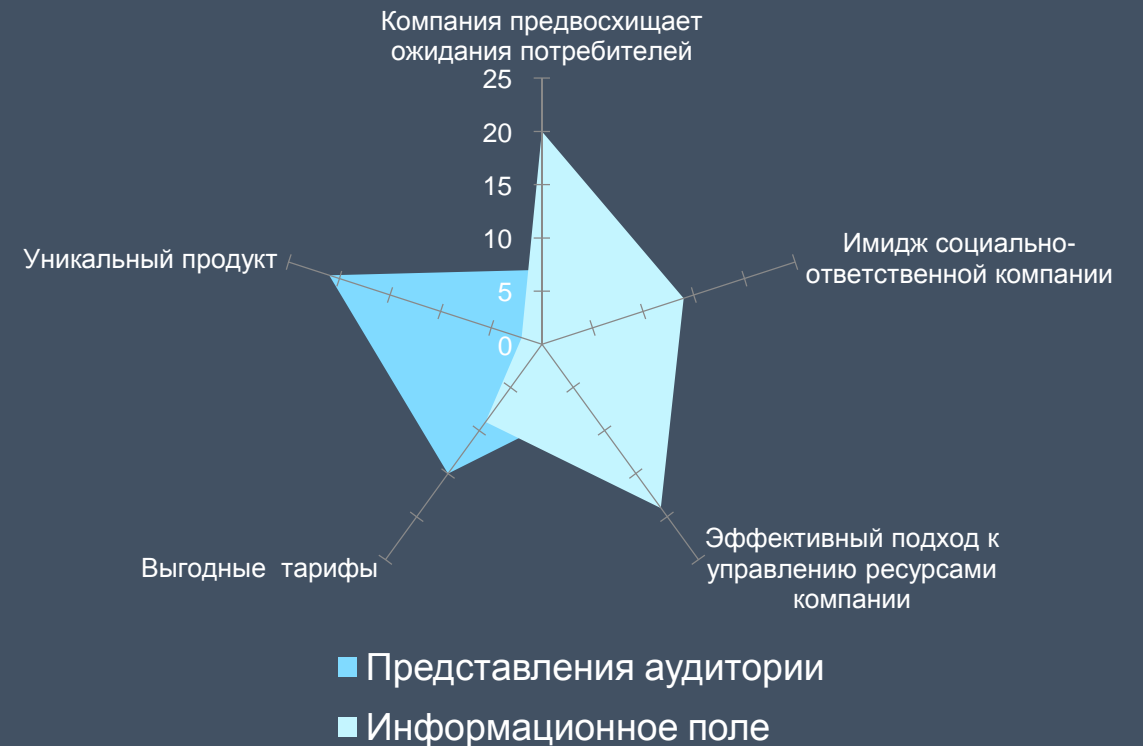 Компания предвосхищает
ожидания потребителей
25
20
15
10
5
0
Имидж социально-
ответственной компании
Уникальный продукт
Эффективный подход к
управлению ресурсами
компании
Выгодные  тарифы
Представления аудитории
Информационное поле